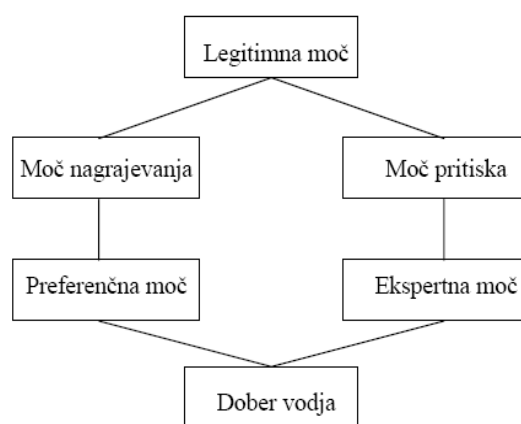 Legitimna moč
Moč nagrajevanja
Moč pritiska
Preferenčna moč
Ekspertna moč
Dober vodja